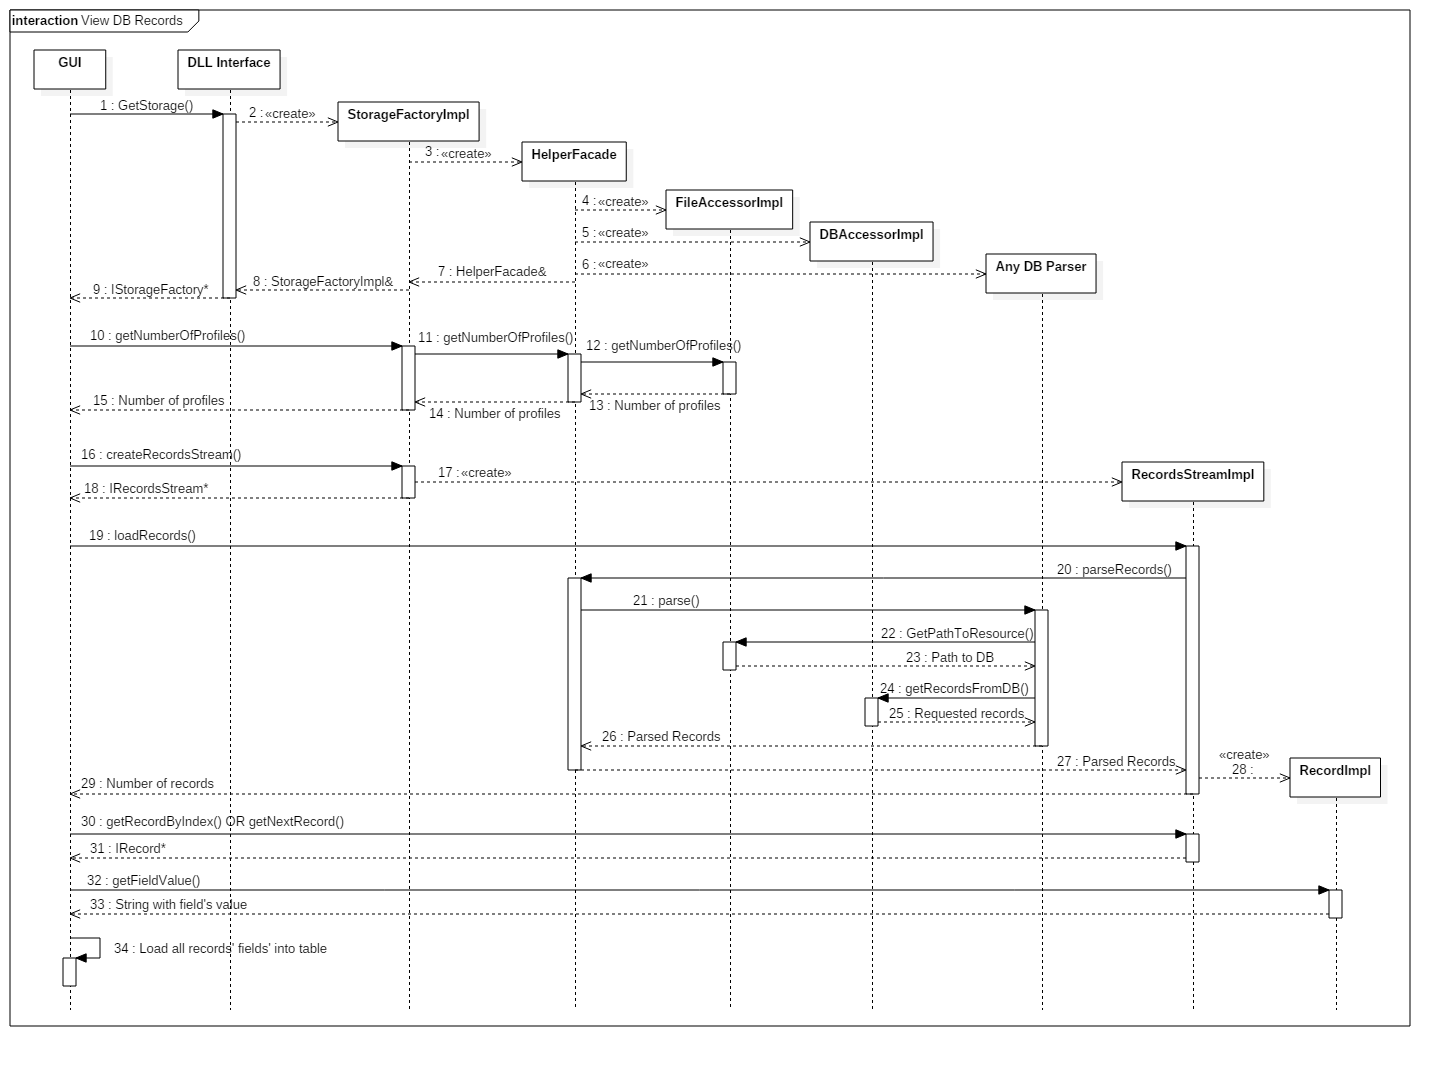 interaction View DB Records
GUI
DLL Interface
1 : GetStorage()
2 : «create»
StorageFactoryImpl
3 : «create»
HelperFacade
4 : «create»
FileAccessorImpl
5 : «create»
DBAccessorImpl
6 : «create»
Any DB Parser
7 : HelperFacade&
8 : StorageFactoryImpl&
9 : IStorageFactory*
10 : getNumberOfProfiles()
11 : getNumberOfProfiles()
12 : getNumberOfProfiles()
13 : Number of profiles
14 : Number of profiles
15 : Number of profiles
16 : createRecordsStream()
17 : «create»
RecordsStreamImpl
18 : IRecordsStream*
19 : loadRecords()
20 : parseRecords()
21 : parse()
22 : GetPathToResource()
23 : Path to DB
24 : getRecordsFromDB()
25 : Requested records
26 : Parsed Records
27 : Parsed Records
«create»
28 :
RecordImpl
29 : Number of records
30 : getRecordByIndex() OR getNextRecord()
31 : IRecord*
32 : getFieldValue()
33 : String with field's value
34 : Load all records' fields' into table